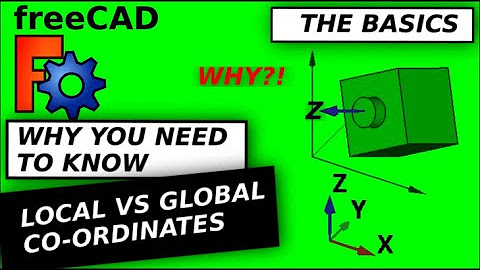 freeCAD
THE BASICS
WHY?!
Z
WHY YOU NEED
TO KNOW
Z
Y
X
LOCAL VS GLOBAL
CO-ORDINATES